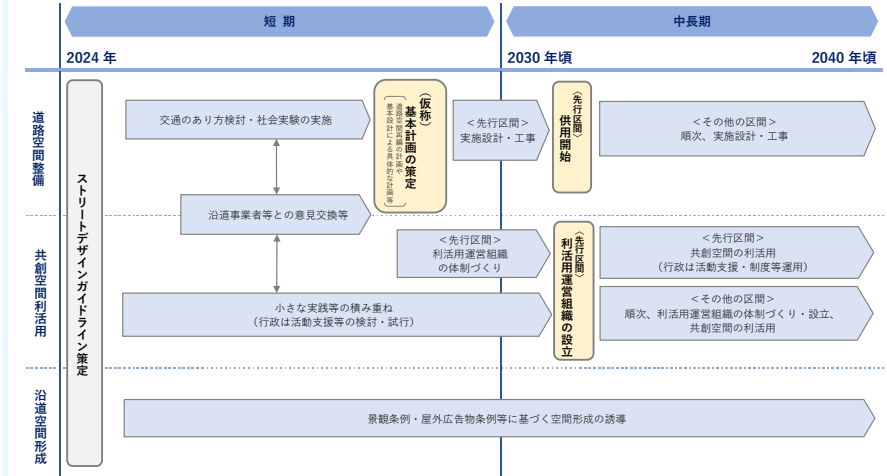 短 期
中長期
2024 年
2030 年頃
2040 年頃
道路空間整備
共創空間利活用
沿道空間形成
ストリートデザインガイドライン策定
交通のあり方検討・社会実験の実施
沿道事業者等との意見交換等
(仮称)
基本計画の策定
道路空間再編の計画や
基本設計による具体的な計画等
<先行区間>
実施設計・工事
(先行区間)
供用開始
<その他の区間>
順次、実施設計・工事
<先行区間>
利活用運営組織
の体制づくり
小さな実践等の積み重ね
(行政は活動支援等の検討・試行)
(先行区間)
利活用運営組織の設立
<先行区間>
共創空間の利活用
(行政は活動支援・制度等運用)
<その他の区間>
順次、利活用運営組織の体制づくり・設立、
共創空間の利活用
景観条例・屋外広告物条例等に基づく空間形成の誘導